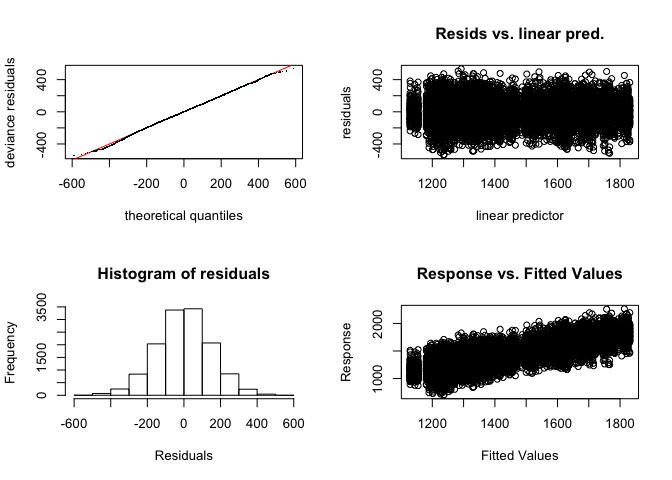 deviance residuals
-400 0 400
-600 -200 0 200 400 600
theoretical quantiles
Resids vs. linear pred.
residuals
-400 0 400
1200 1400 1600 1800
linear predictor
Histogram of residuals
Frequency
0 1500 3500
-600 -200 0 200 400 600
Residuals
Response vs. Fitted Values
Response
1000 2000
1200 1400 1600 1800
Fitted Values